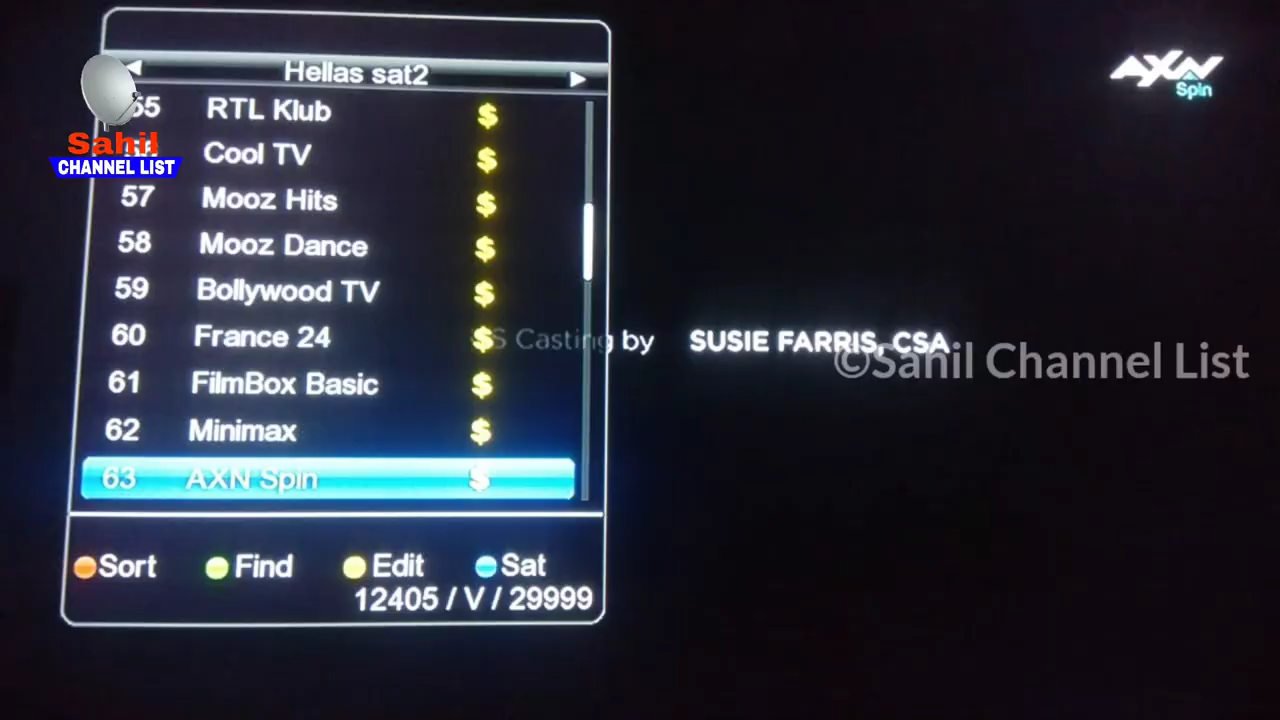 Hellas sat2
AXN
Spin
55 RTL Klub $
Sahil
CHANNEL LIST
Cool TV $
57 Mooz Hits $
58 Mooz Dance $
59 Bollywood TV $
60 France 24 $
Casting by SUSIE FARRIS, CSA
©Sahil Channel List
61 FilmBox Basic $
62 Minimax $
63 AXN Spin $
Sort Find Edit Sat
12405 / V / 29999